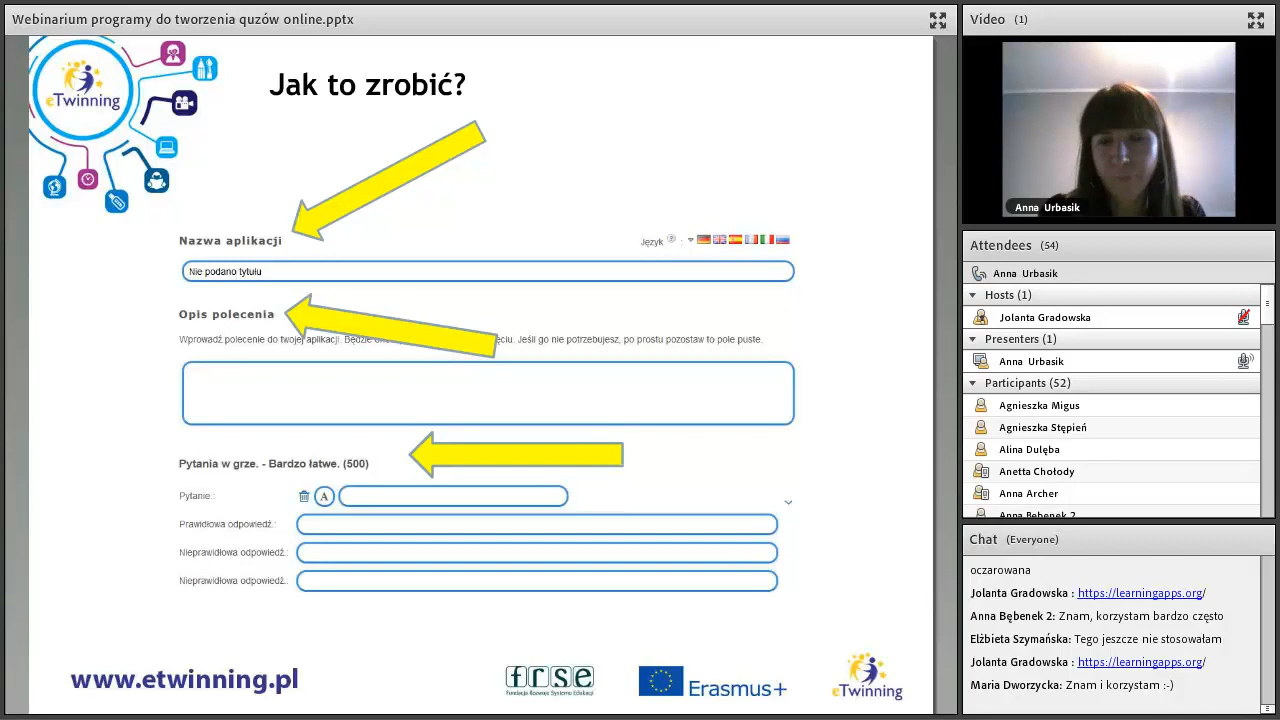 Webinarium programy do tworzenia quzów online.pptx
eTwinning
Jak to zrobić?
Nazwa aplikacji
Język ? :
Nie podano tytułu
Opis polecenia
Wprowadź polecenie do twojej aplikacji. Będzie ciu. Jeśli go nie potrzebujesz, po prostu pozostaw to pole puste.
Pytania w grze. - Bardzo łatwe. (500)
Pytanie :
A
Prawidłowa odpowiedź.:
Nieprawidłowa odpowiedź.:
Nieprawidłowa odpowiedź..:
www.etwinning.pl
frse
Fundacja Rozwoju Systemu Edukacji
Erasmus+
eTwinning
Video (1)
Anna Urbasik
Attendees (54)
Anna Urbasik
Hosts (1)
Jolanta Gradowska
Presenters (1)
Anna Urbasik
Participants (52)
Agnieszka Migus
Agnieszka Stępień
Alina Dulęba
Anetta Chołody
Anna Archer
Anna Bębenek 2
Chat (Everyone)
oczarowana
Jolanta Gradowska : https://learningapps.org/
Anna Bębenek 2: Znam, korzystam bardzo często
Elżbieta Szymańska: Tego jeszcze nie stosowałam
Jolanta Gradowska : https://learningapps.org/
Maria Dworzycka: Znam i korzystam :-)